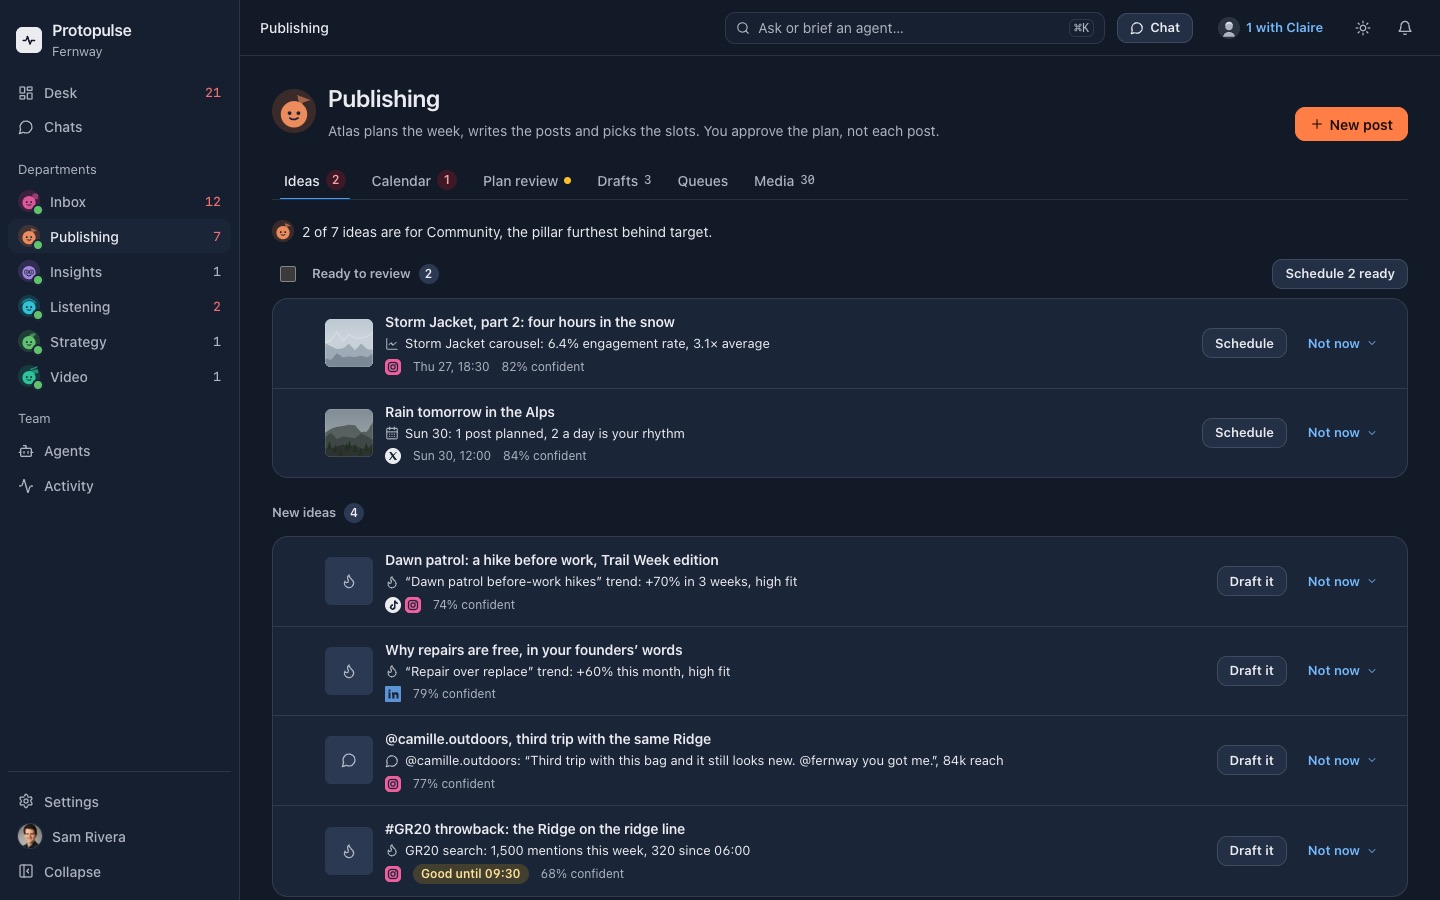 Protopulse
Fernway
Publishing
Ask or brief an agent…
⌘K
Chat
1 with Claire
Desk
21
Chats
Departments
Inbox
12
Publishing
7
Insights
1
Listening
2
Strategy
1
Video
1
Team
Agents
Activity
Settings
Sam Rivera
Collapse
Publishing
Atlas plans the week, writes the posts and picks the slots. You approve the plan, not each post.
+ New post
Ideas 2
Calendar 1
Plan review
Drafts 3
Queues
Media 30
2 of 7 ideas are for Community, the pillar furthest behind target.
Ready to review 2
Schedule 2 ready
Storm Jacket, part 2: four hours in the snow
Storm Jacket carousel: 6.4% engagement rate, 3.1× average
Thu 27, 18:30 82% confident
Schedule
Not now
Rain tomorrow in the Alps
Sun 30: 1 post planned, 2 a day is your rhythm
Sun 30, 12:00 84% confident
Schedule
Not now
New ideas 4
Dawn patrol: a hike before work, Trail Week edition
“Dawn patrol before-work hikes” trend: +70% in 3 weeks, high fit
74% confident
Draft it
Not now
Why repairs are free, in your founders’ words
“Repair over replace” trend: +60% this month, high fit
in 79% confident
Draft it
Not now
@camille.outdoors, third trip with the same Ridge
@camille.outdoors: “Third trip with this bag and it still looks new. @fernway you got me.”, 84k reach
77% confident
Draft it
Not now
#GR20 throwback: the Ridge on the ridge line
GR20 search: 1,500 mentions this week, 320 since 06:00
Good until 09:30 68% confident
Draft it
Not now